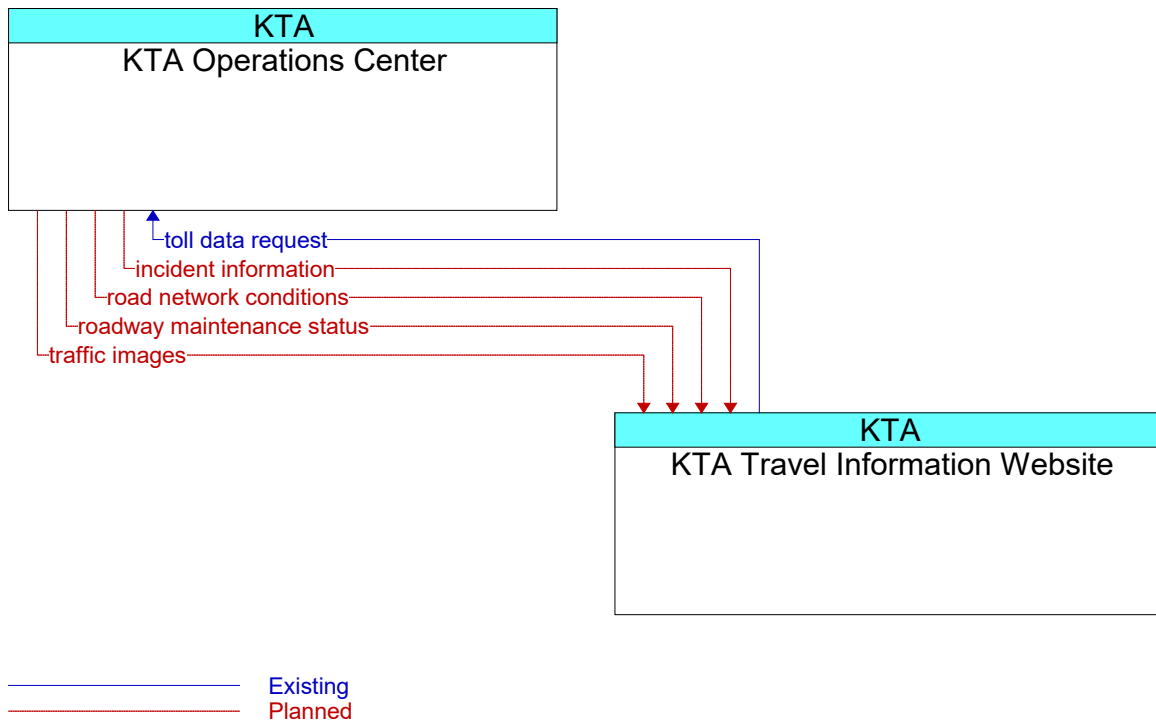 KTA
KTA Operations Center
toll data request
incident information
road network conditions
roadway maintenance status
traffic images
KTA
KTA Travel Information Website
Existing
Planned